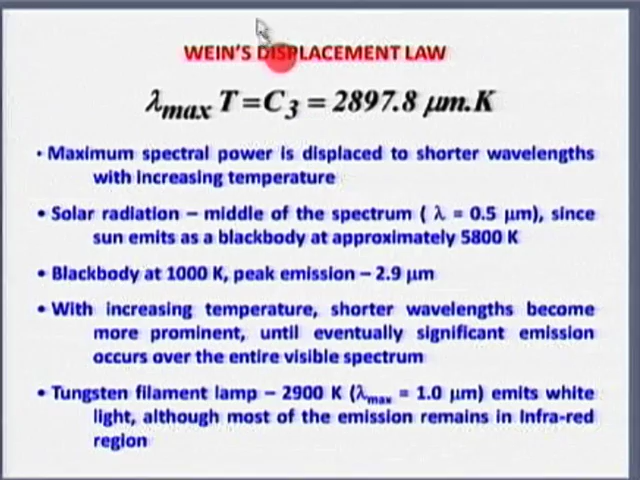 WEIN'S DISPLACEMENT LAW
λmax T = C3 = 2897.8 μm.K
• Maximum spectral power is displaced to shorter wavelengths
with increasing temperature
• Solar radiation – middle of the spectrum ( λ = 0.5 μm), since
sun emits as a blackbody at approximately 5800 K
• Blackbody at 1000 K, peak emission – 2.9 μm
• With increasing temperature, shorter wavelengths become
more prominent, until eventually significant emission
occurs over the entire visible spectrum
• Tungsten filament lamp – 2900 K (λmax = 1.0 μm) emits white
light, although most of the emission remains in Infra-red
region